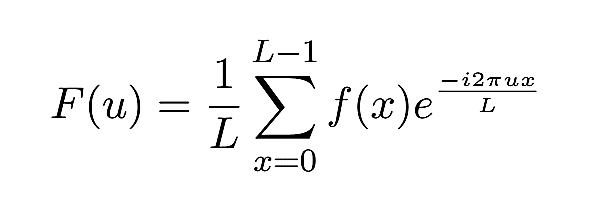 F(u) = \frac{1}{L} \sum_{x=0}^{L-1} f(x)e^{\frac{-i2\pi ux}{L}}